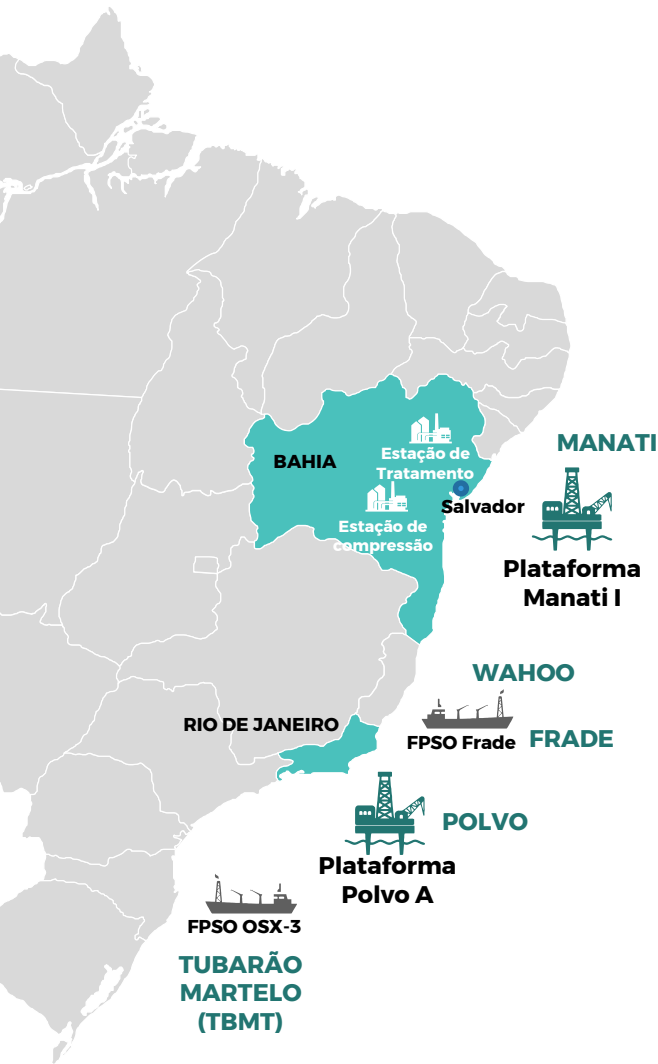 MANATI
BAHIA
Estação de
Tratamento
Salvador
Estação de
compressão
Plataforma
Manati I
WAHOO
RIO DE JANEIRO
FPSO Frade
FRADE
POLVO
Plataforma
Polvo A
FPSO OSX-3
TUBARÃO
MARTELO
(TBMT)